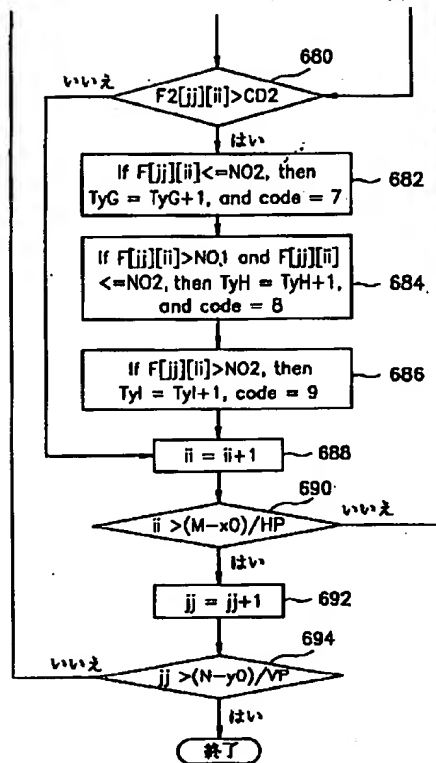 680
いいえ
F2[jj][ii]>CD2
はい
If F[jj][ii]<=NO2, then
TyG = TyG+1, and code = 7
682
If F[jj][ii]>NO,1 and F[jj][ii]
<=NO2, then TyH = TyH+1,
and code = 8
684
If F[jj][ii]>NO2, then
TyI = TyI+1, code = 9
686
ii = ii+1
688
690
いいえ
ii >(M-x0)/HP
はい
jj = jj+1
692
694
いいえ
jj >(N-y0)/VP
はい
終了